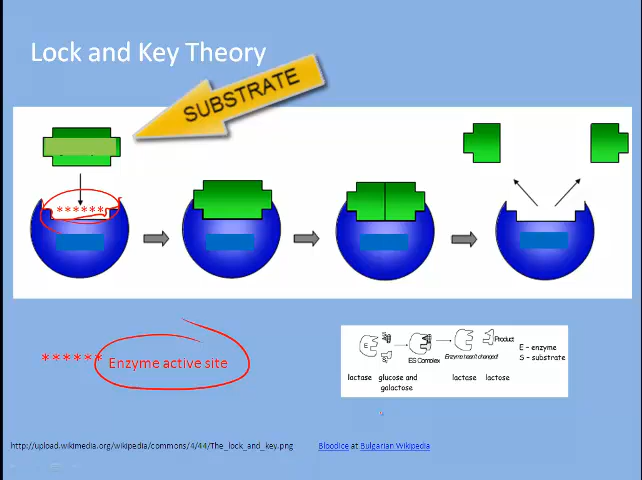 Lock and Key Theory
SUBSTRATE
******
****** Enzyme active site
E
ES Complex
Enzyme isn't changed
Product
E – enzyme
S – substrate
lactase glucose and galactose lactase lactose
http://upload.wikimedia.org/wikipedia/commons/4/44/The_lock_and_key.png Bloodice at Bulgarian Wikipedia